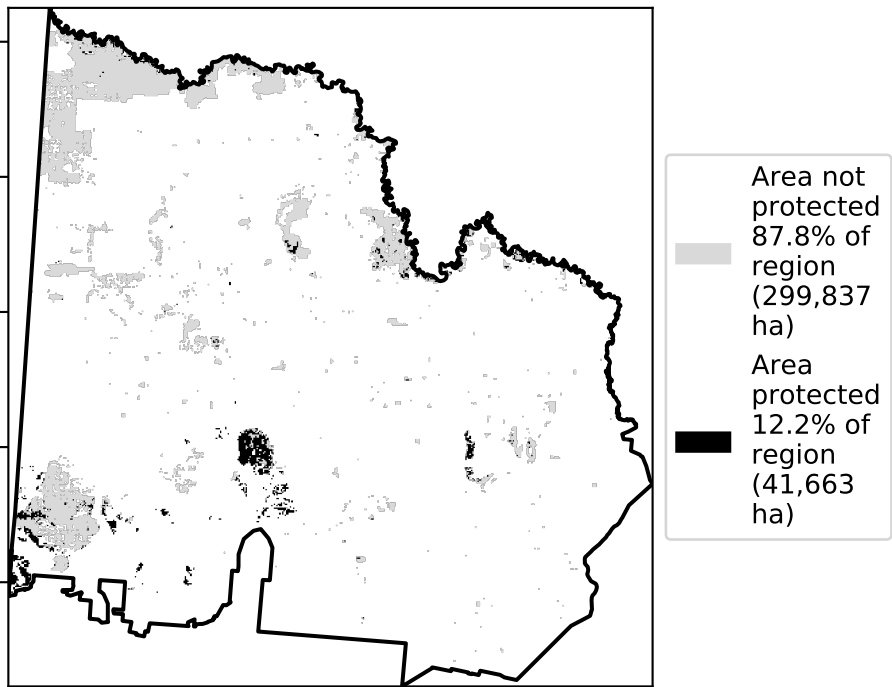 Area not
protected
87.8% of
region
(299,837
ha)
Area
protected
12.2% of
region
(41,663
ha)